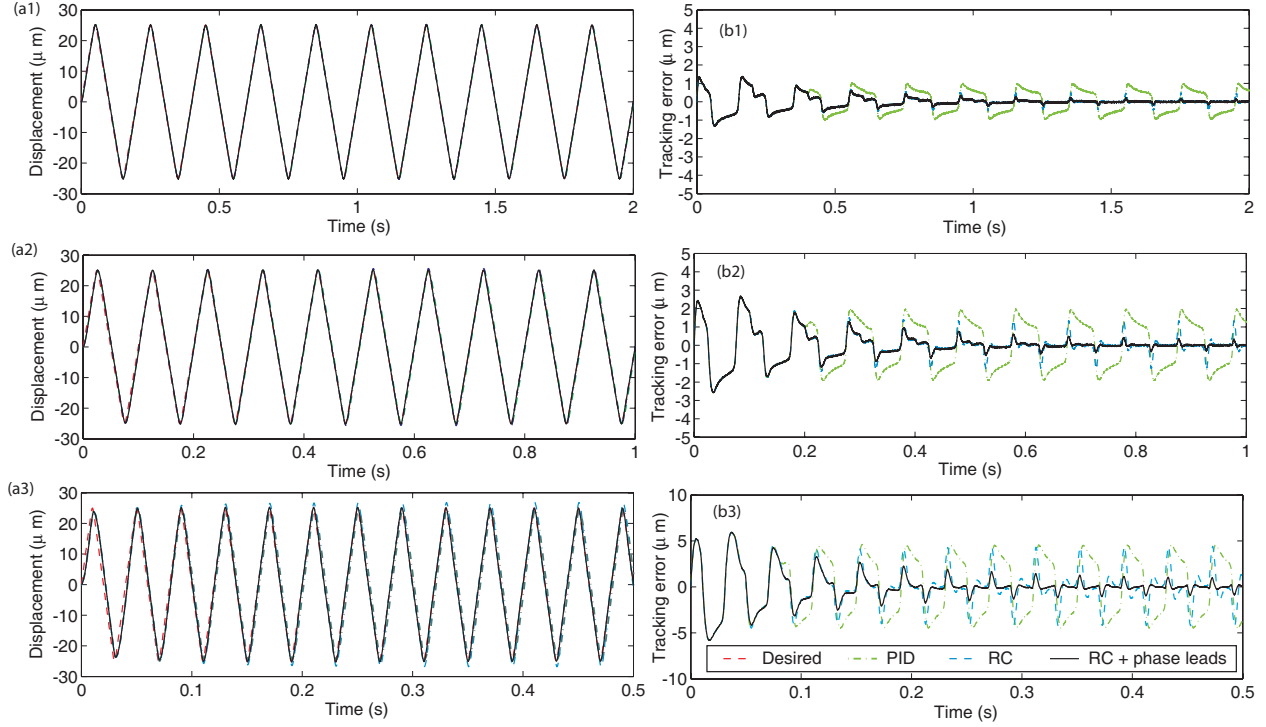 (a1)
30
20
10
0
-10
-20
-30
Displacement (μ m)
0 0.5 1 1.5 2
Time (s)
(b1)
5
4
3
2
1
0
-1
-2
-4
-5
Tracking error (μ m)
0 0.5 1 1.5 2
Time (s)
(a2)
30
20
10
0
-10
-20
-30
Displacement (μ m)
0 0.2 0.4 0.6 0.8 1
Time (s)
(b2)
5
4
3
2
1
0
-1
-2
-3
-4
-5
Tracking error (μ m)
0 0.2 0.4 0.6 0.8 1
Time (s)
(a3)
30
20
10
0
-10
-20
-30
Displacement (μ m)
0 0.1 0.2 0.3 0.4 0.5
Time (s)
(b3)
10
5
0
-5
-10
Tracking error (μ m)
Desired PID RC RC + phase leads
0 0.1 0.2 0.3 0.4 0.5
Time (s)